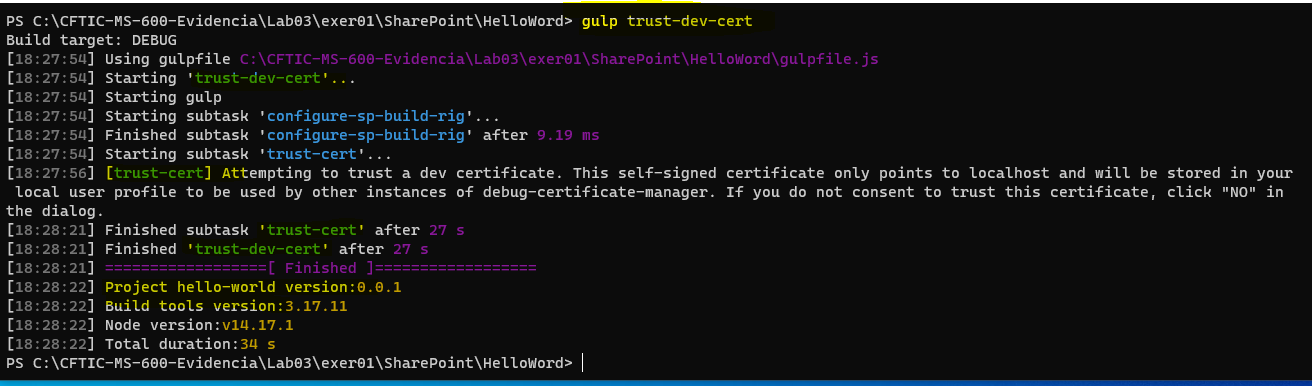 PS C:\CFTIC-MS-600-Evidencia\Lab03\exer01\SharePoint\HelloWord> gulp trust-dev-cert
Build target: DEBUG
[18:27:54] Using gulpfile C:\CFTIC-MS-600-Evidencia\Lab03\exer01\SharePoint\HelloWord\gulpfile.js
[18:27:54] Starting 'trust-dev-cert'...
[18:27:54] Starting gulp
[18:27:54] Starting subtask 'configure-sp-build-rig'...
[18:27:54] Finished subtask 'configure-sp-build-rig' after 9.19 ms
[18:27:54] Starting subtask 'trust-cert'...
[18:27:56] [trust-cert] Attempting to trust a dev certificate. This self-signed certificate only points to localhost and will be stored in your
local user profile to be used by other instances of debug-certificate-manager. If you do not consent to trust this certificate, click "NO" in
the dialog.
[18:28:21] Finished subtask 'trust-cert' after 27 s
[18:28:21] Finished 'trust-dev-cert' after 27 s
[18:28:21] ==================[ Finished ]==================
[18:28:22] Project hello-world version:0.0.1
[18:28:22] Build tools version:3.17.11
[18:28:22] Node version:v14.17.1
[18:28:22] Total duration:34 s
PS C:\CFTIC-MS-600-Evidencia\Lab03\exer01\SharePoint\HelloWord>